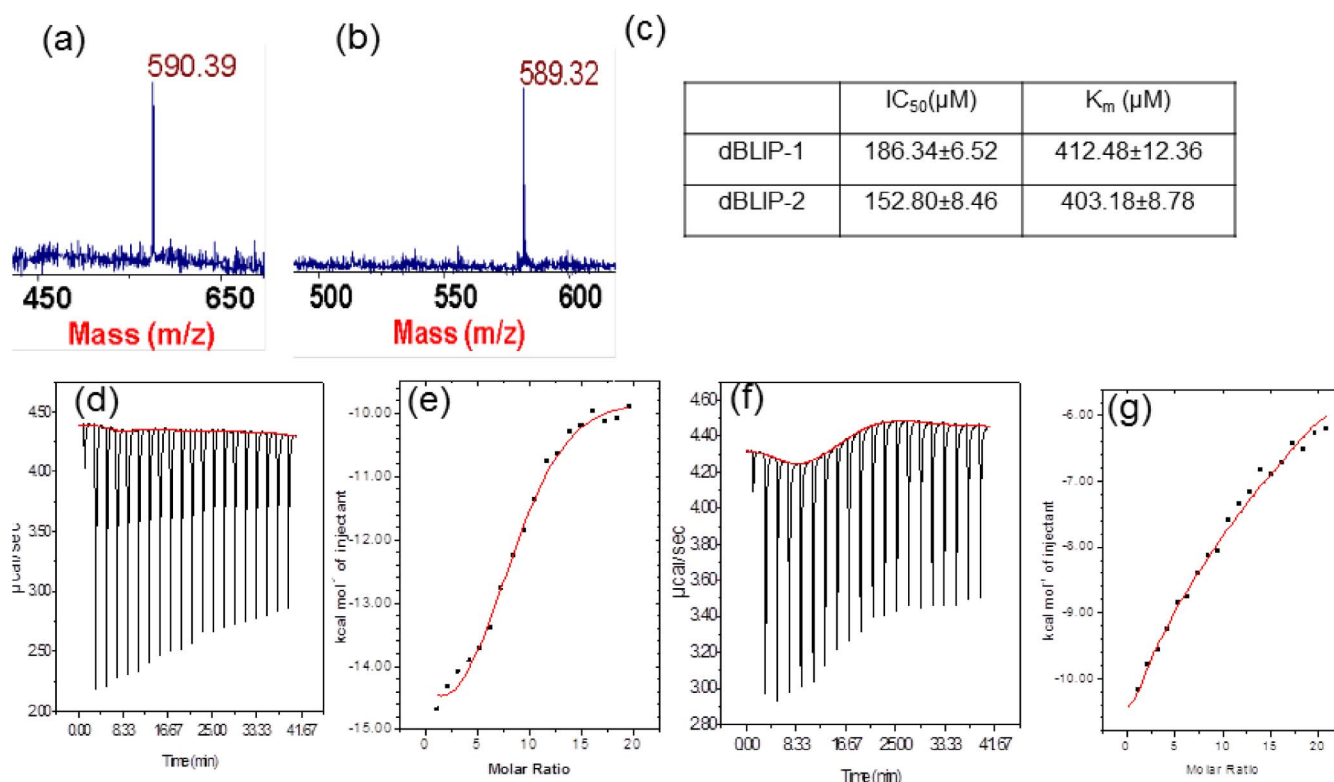 (a)
590.39
450 650
Mass (m/z)
(b)
589.32
500 550 600
Mass (m/z)
(c)
IC50(µM) Km (µM)
dBLIP-1 186.34±6.52 412.48±12.36
dBLIP-2 152.80±8.46 403.18±8.78
(d)
450
4.00
3.50
3.00
2.50
200
µcal/sec
0.00 8.33 16.67 25.00 33.33 41.67
Time(min)
(e)
-10.00
-11.00
-12.00
-13.00
-14.00
-15.00
kcal mol⁻ of injectant
0 5 10 15 20
Molar Ratio
(f)
4.60
4.40
4.20
4.00
3.80
3.60
3.40
3.20
3.00
280
µcal/sec
0.00 8.33 16.67 25.00 33.33 41.67
Time(min)
(g)
-6.00
-7.00
-8.00
-9.00
-10.00
kcal mol⁻¹ of injectant
0 5 10 15 20
Molar Ratio